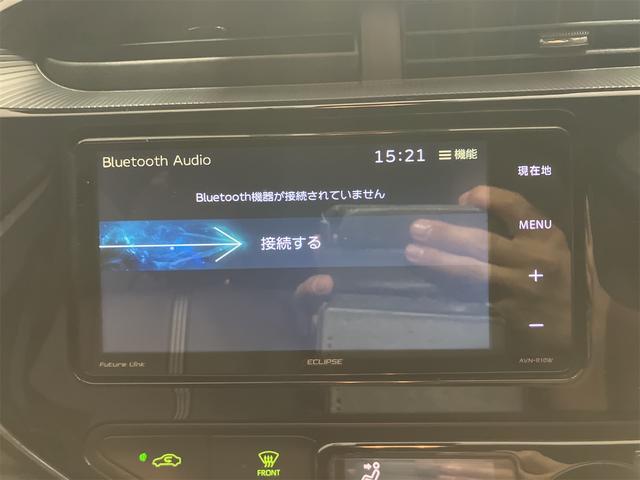 Bluetooth Audio
15:21
機能
Bluetooth機器が接続されていません
接続する
現在地
MENU
+
−
Future Link
ECLIPSE
AVN-R10W
FRONT